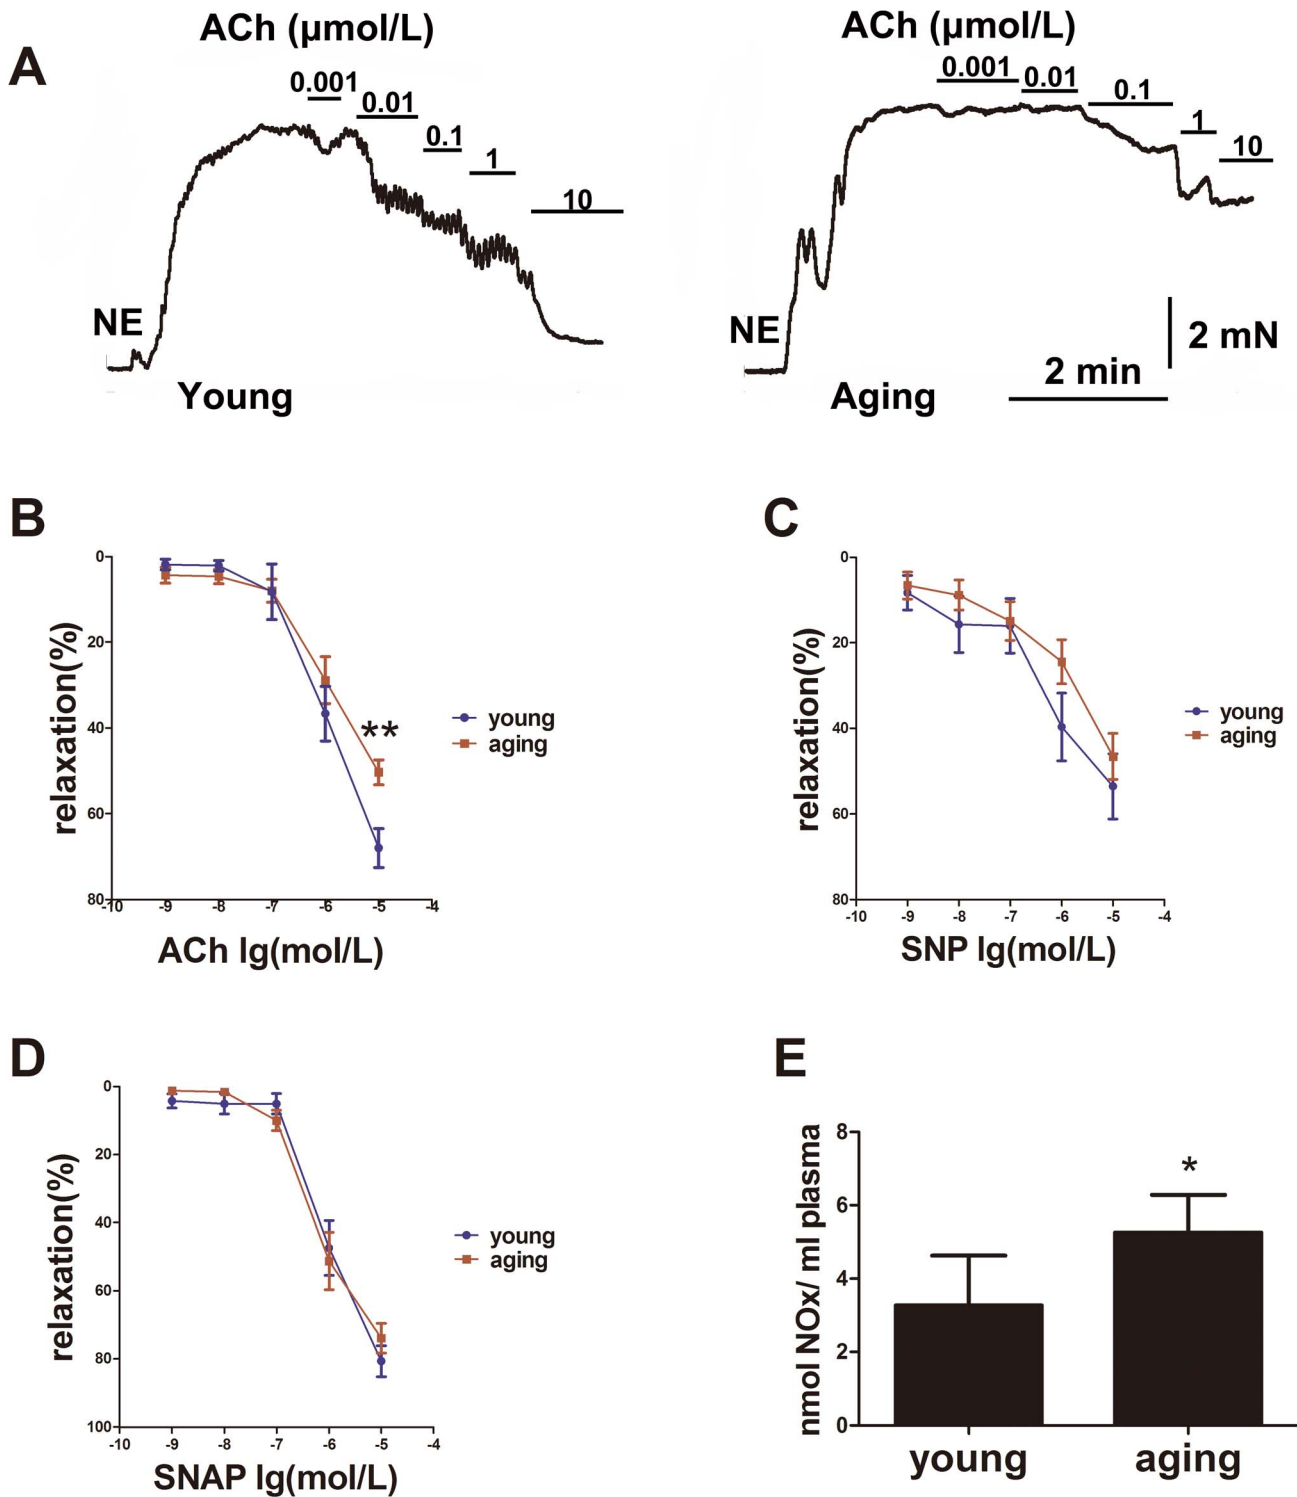 A
ACh (µmol/L)
0.001
0.01
0.1
1
10
NE
Young
ACh (µmol/L)
0.001
0.01
0.1
1
10
NE
2 mN
2 min
Aging
B
relaxation(%)
0
20
40
60
80
-10 -9 -8 -7 -6 -5 -4
**
young
aging
ACh lg(mol/L)
C
relaxation(%)
0
20
40
60
80
-10 -9 -8 -7 -6 -5 -4
young
aging
SNP lg(mol/L)
D
relaxation(%)
0
20
40
60
80
100
-10 -9 -8 -7 -6 -5 -4
young
aging
SNAP lg(mol/L)
E
nmol NOx/ ml plasma
8
6
4
2
0
*
young aging